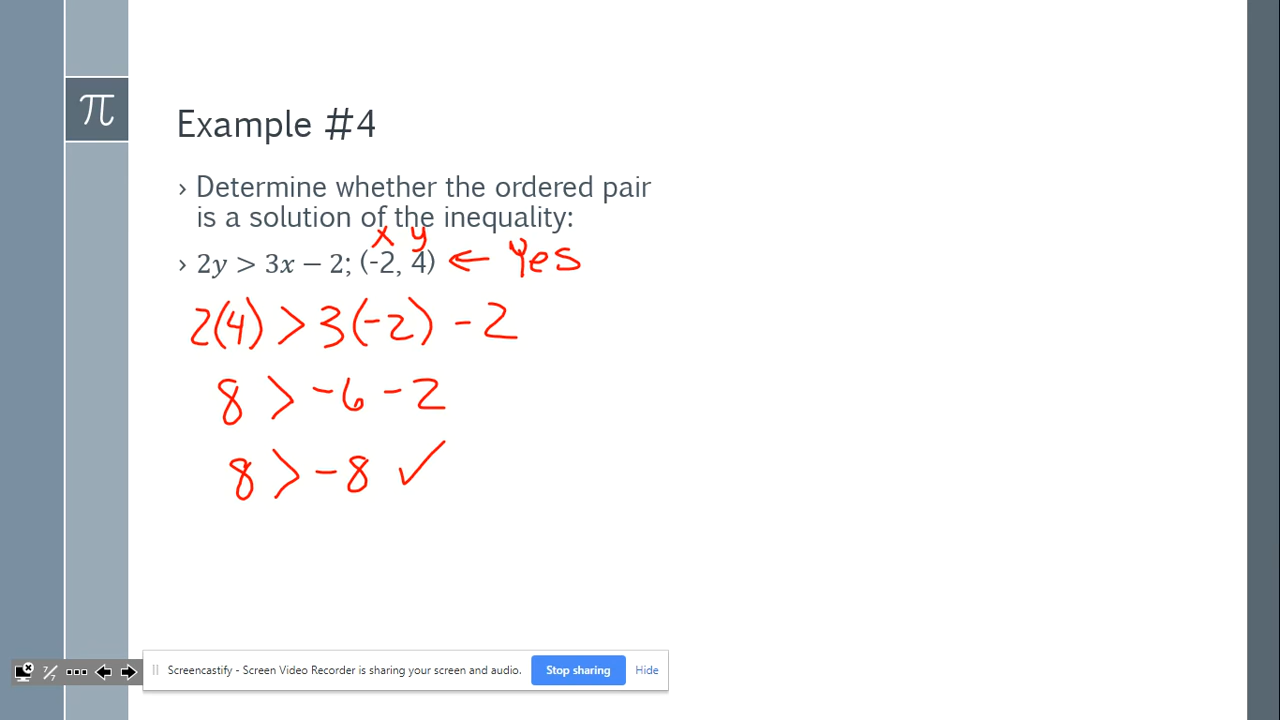 π
Example #4
› Determine whether the ordered pair
is a solution of the inequality:
x y
› 2y > 3x − 2; (-2, 4) ← Yes
2(4) > 3(-2) - 2
8 > -6 - 2
8 > -8 ✓
Screencastify - Screen Video Recorder is sharing your screen and audio. Stop sharing Hide